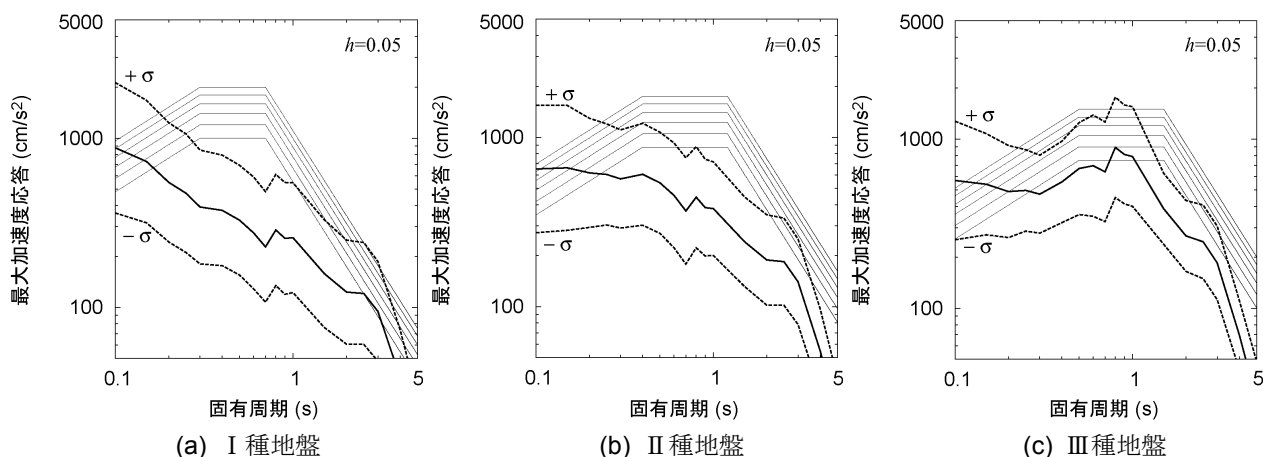 5000
1000
100
最大加速度応答 (cm/s2)
h=0.05
+σ
−σ
0.1
1
5
固有周期 (s)
(a) Ⅰ種地盤
5000
1000
100
最大加速度応答 (cm/s2)
h=0.05
+σ
−σ
0.1
1
5
固有周期 (s)
(b) Ⅱ種地盤
5000
1000
100
最大加速度応答 (cm/s2)
h=0.05
+σ
−σ
0.1
1
5
固有周期 (s)
(c) Ⅲ種地盤